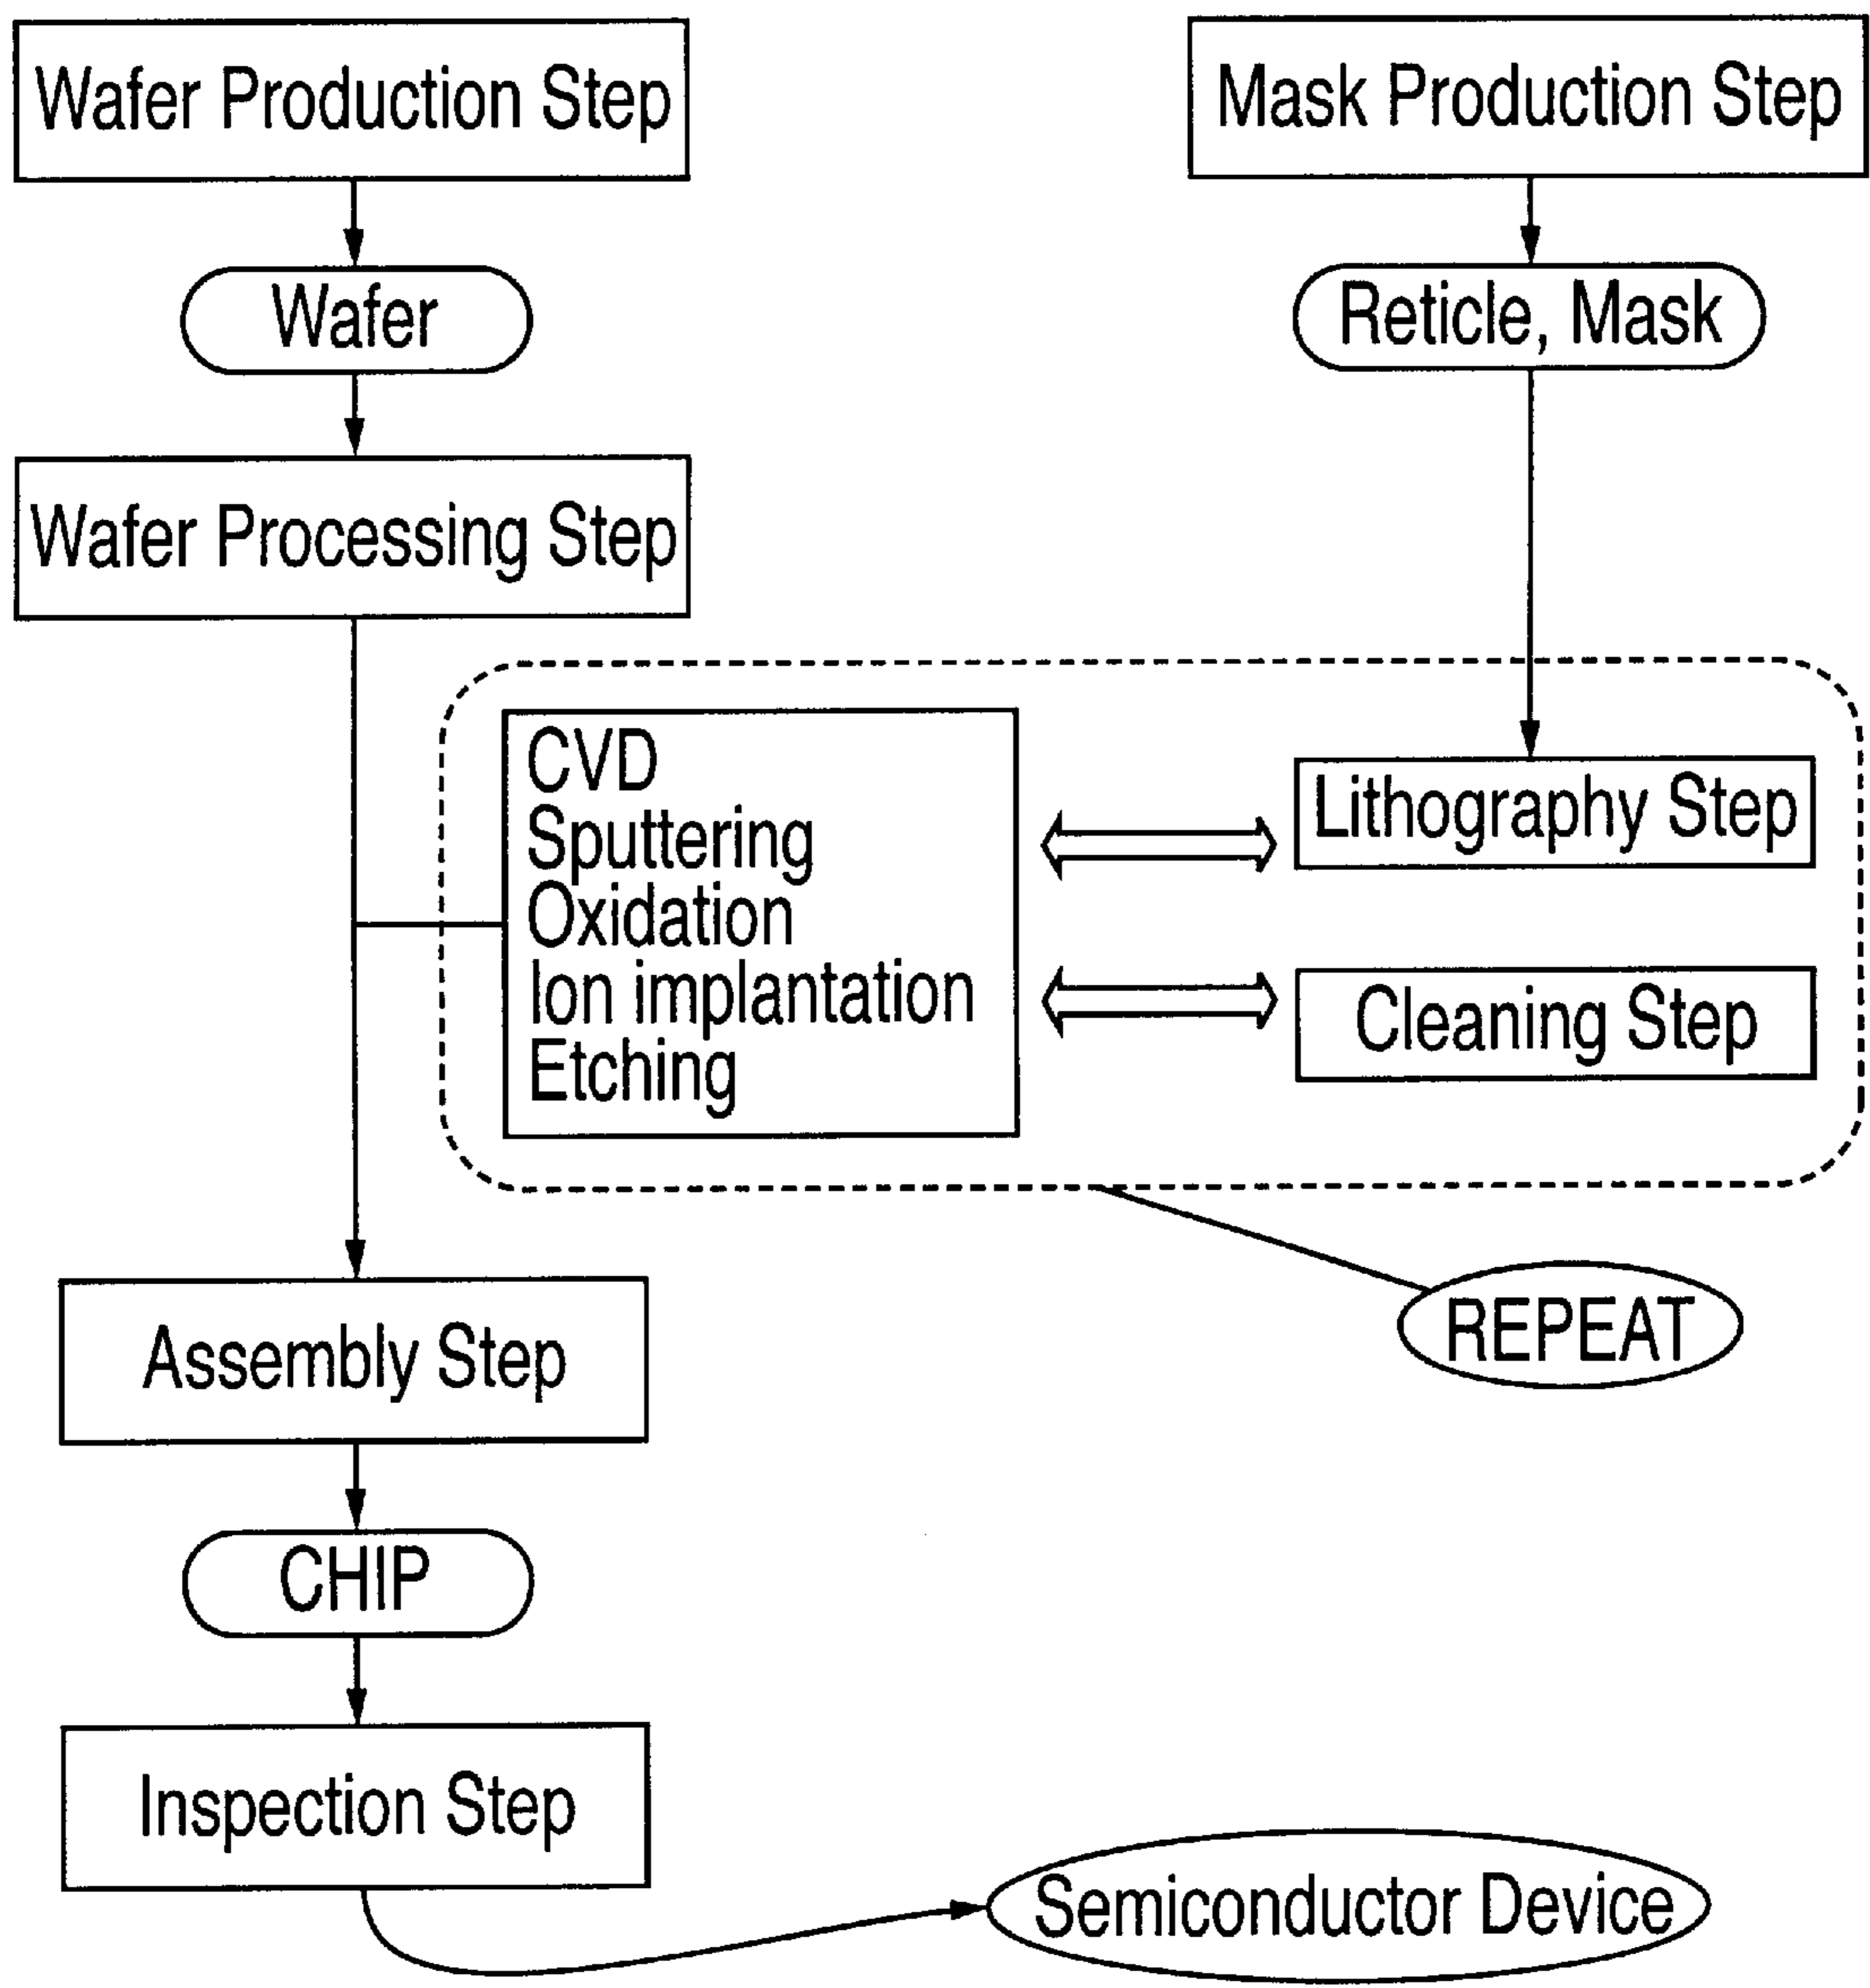 Wafer Production Step
Mask Production Step
Wafer
Reticle, Mask
Wafer Processing Step
CVD
Sputtering
Oxidation
Ion implantation
Etching
Lithography Step
Cleaning Step
REPEAT
Assembly Step
CHIP
Inspection Step
Semiconductor Device